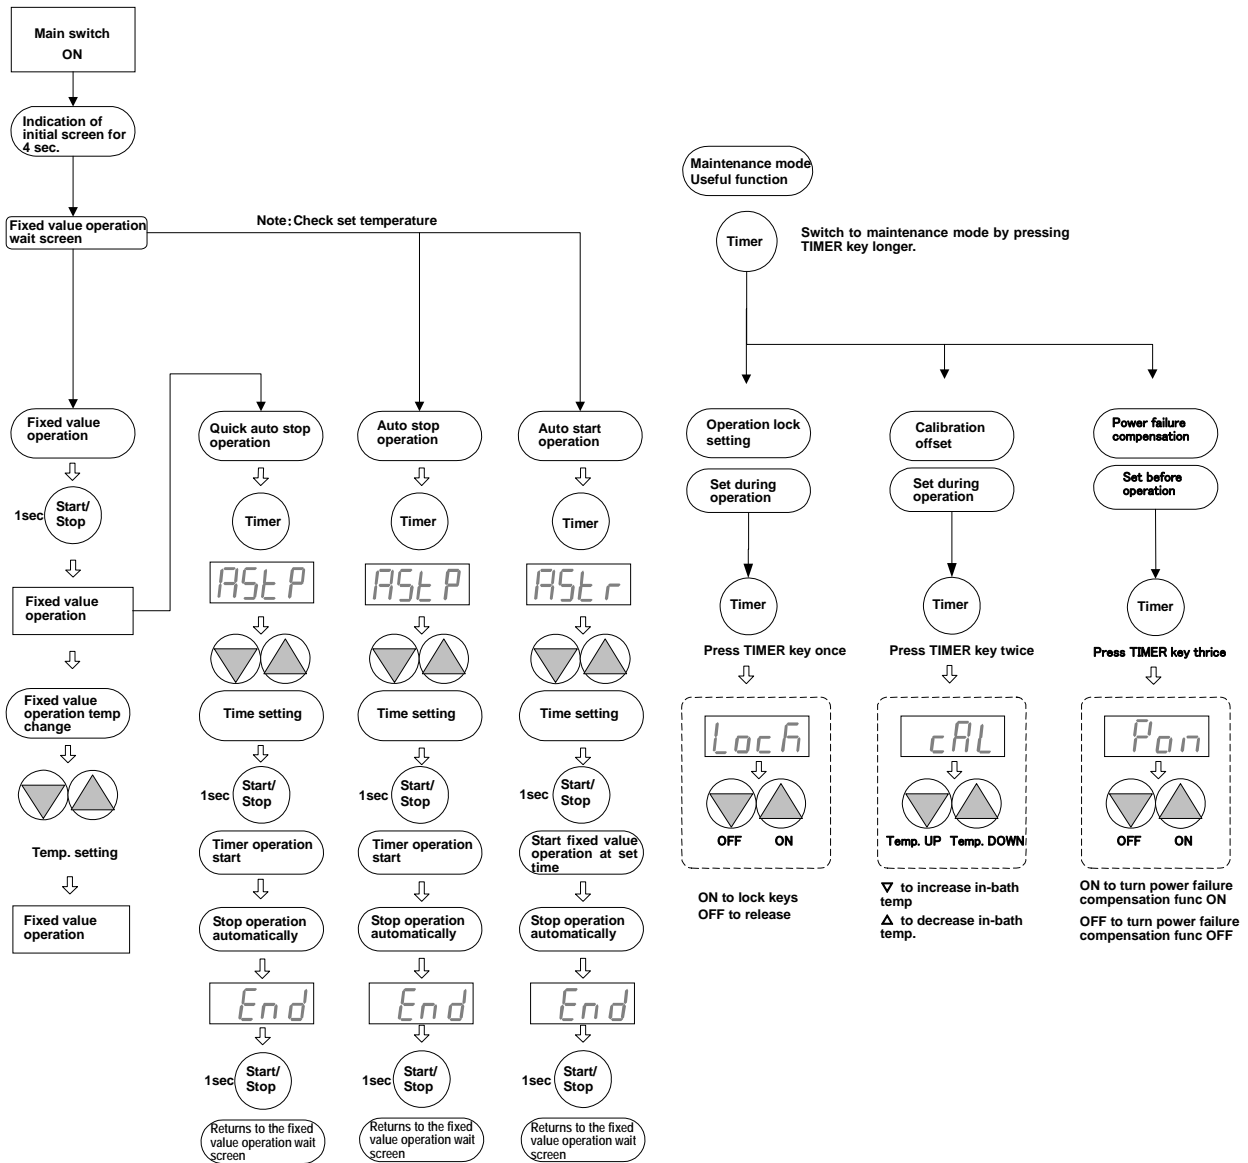 Main switch
ON
Indication of
initial screen for
4 sec.
Fixed value operation
wait screen
Note:Check set temperature
Fixed value
operation
1sec
Start/
Stop
Fixed value
operation
Fixed value
operation temp
change
Temp. setting
Fixed value
operation
Quick auto stop
operation
Timer
AStP
Time setting
1sec
Start/
Stop
Timer operation
start
Stop operation
automatically
End
1sec
Start/
Stop
Returns to the fixed
value operation wait
screen
Auto stop
operation
Timer
AStP
Time setting
1sec
Start/
Stop
Timer operation
start
Stop operation
automatically
End
1sec
Start/
Stop
Returns to the fixed
value operation wait
screen
Auto start
operation
Timer
AStr
Time setting
1sec
Start/
Stop
Start fixed value
operation at set
time
Stop operation
automatically
End
1sec
Start/
Stop
Returns to the fixed
value operation wait
screen
Maintenance mode
Useful function
Timer
Switch to maintenance mode by pressing
TIMER key longer.
Operation lock
setting
Set during
operation
Timer
Press TIMER key once
Lock
OFF ON
ON to lock keys
OFF to release
Calibration
offset
Set during
operation
Timer
Press TIMER key twice
cAL
Temp. UP Temp. DOWN
▽ to increase in-bath
temp
△ to decrease in-bath
temp.
Power failure
compensation
Set before
operation
Timer
Press TIMER key thrice
Pon
OFF ON
ON to turn power failure
compensation func ON
OFF to turn power failure
compensation func OFF